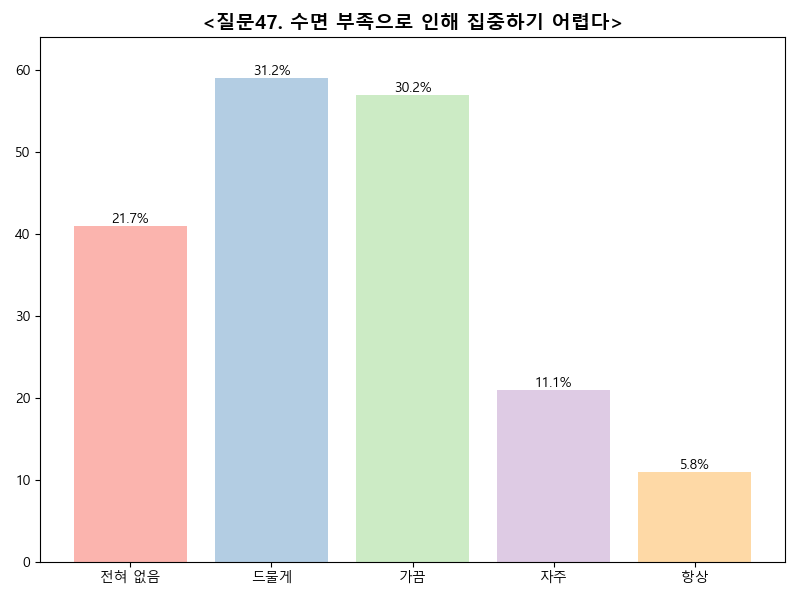 <질문47. 수면 부족으로 인해 집중하기 어렵다>
60
50
40
30
20
10
0
21.7%
31.2%
30.2%
11.1%
5.8%
전혀 없음
드물게
가끔
자주
항상